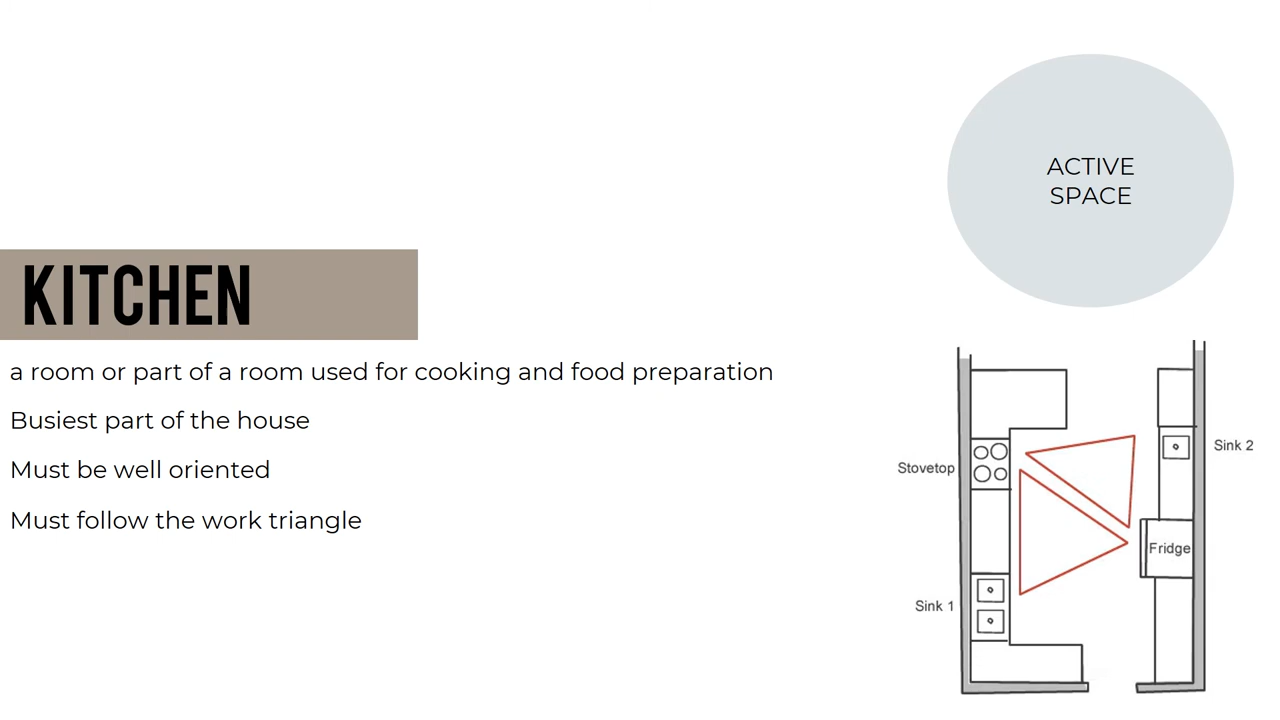 ACTIVE
SPACE
KITCHEN
a room or part of a room used for cooking and food preparation
Busiest part of the house
Must be well oriented
Must follow the work triangle
Sink 2
Stovetop
Fridge
Sink 1